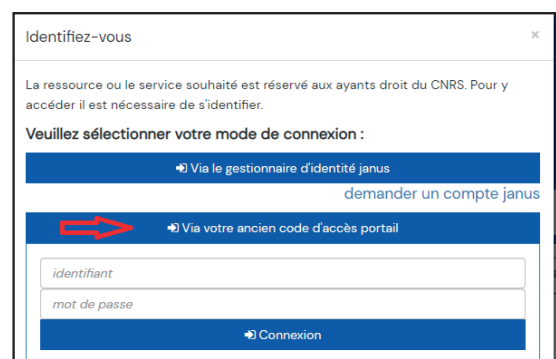 Identifiez-vous ×
La ressource ou le service souhaité est réservé aux ayants droit du CNRS. Pour y
accéder il est nécessaire de s'identifier.
Veuillez sélectionner votre mode de connexion :
Via le gestionnaire d'identité janus
demander un compte janus
Via votre ancien code d'accès portail
identifiant
mot de passe
Connexion